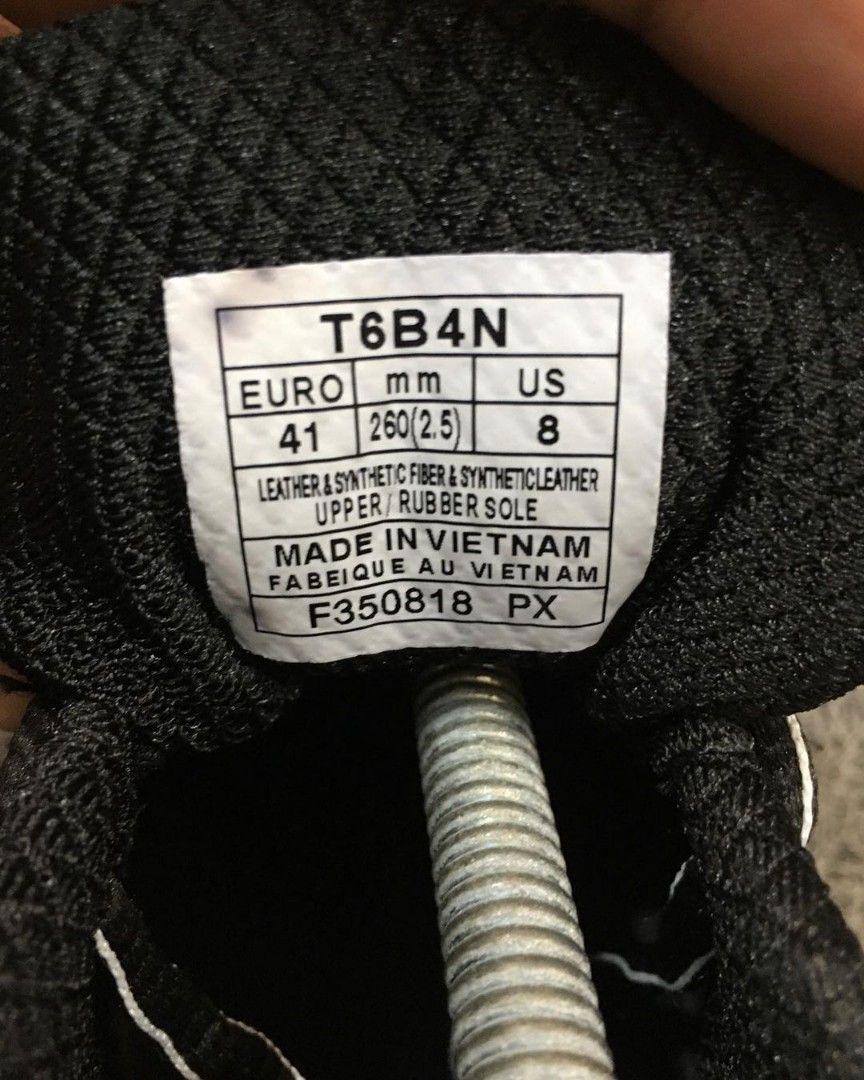 T6B4N
EURO mm US
41 260(2.5) 8
LEATHER & SYNTHETIC FIBER & SYNTHETICLEATHER
UPPER / RUBBER SOLE
MADE IN VIETNAM
FABEIQUE AU VIETNAM
F350818 PX